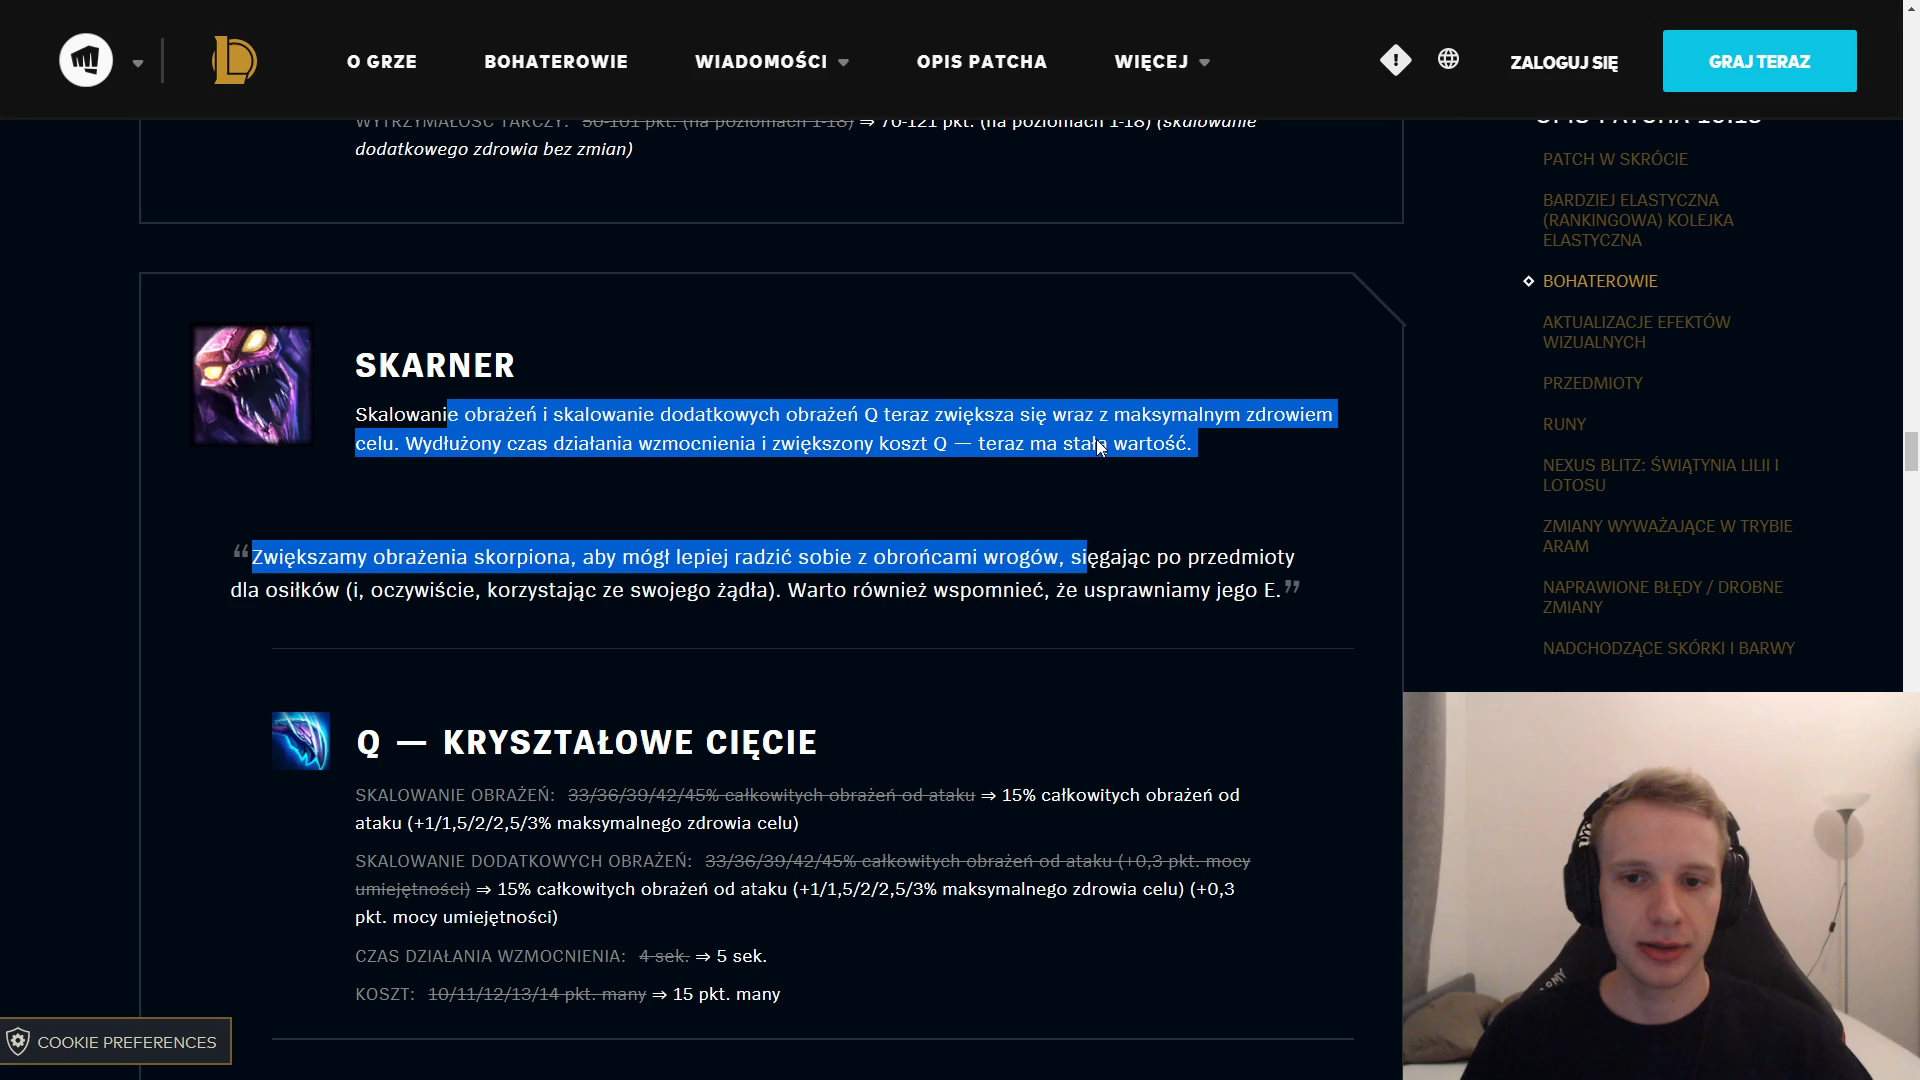 O GRZE
BOHATEROWIE
WIADOMOŚCI
OPIS PATCHA
WIĘCEJ
ZALOGUJ SIĘ
GRAJ TERAZ
WYTRZYMAŁOŚĆ TARCZY: 50-101 pkt. (na poziomach 1-18) ⇒ 70-121 pkt. (na poziomach 1-18) (skalowanie
dodatkowego zdrowia bez zmian)
SKARNER
Skalowanie obrażeń i skalowanie dodatkowych obrażeń Q teraz zwiększa się wraz z maksymalnym zdrowiem
celu. Wydłużony czas działania wzmocnienia i zwiększony koszt Q — teraz ma stałą wartość.
“Zwiększamy obrażenia skorpiona, aby mógł lepiej radzić sobie z obrońcami wrogów, sięgając po przedmioty
dla osiłków (i, oczywiście, korzystając ze swojego żądła). Warto również wspomnieć, że usprawniamy jego E.”
Q — KRYSZTAŁOWE CIĘCIE
SKALOWANIE OBRAŻEŃ: 33/36/39/42/45% całkowitych obrażeń od ataku ⇒ 15% całkowitych obrażeń od
ataku (+1/1,5/2/2,5/3% maksymalnego zdrowia celu)
SKALOWANIE DODATKOWYCH OBRAŻEŃ: 33/36/39/42/45% całkowitych obrażeń od ataku (+0,3 pkt. mocy
umiejętności) ⇒ 15% całkowitych obrażeń od ataku (+1/1,5/2/2,5/3% maksymalnego zdrowia celu) (+0,3
pkt. mocy umiejętności)
CZAS DZIAŁANIA WZMOCNIENIA: 4 sek. ⇒ 5 sek.
KOSZT: 10/11/12/13/14 pkt. many ⇒ 15 pkt. many
COOKIE PREFERENCES
OPIS PATCHA
PATCH W SKRÓCIE
BARDZIEJ ELASTYCZNA
(RANKINGOWA) KOLEJKA
ELASTYCZNA
BOHATEROWIE
AKTUALIZACJE EFEKTÓW
WIZUALNYCH
PRZEDMIOTY
RUNY
NEXUS BLITZ: ŚWIĄTYNIA LILII I
LOTOSU
ZMIANY WYWAŻAJĄCE W TRYBIE
ARAM
NAPRAWIONE BŁĘDY / DROBNE
ZMIANY
NADCHODZĄCE SKÓRKI I BARWY